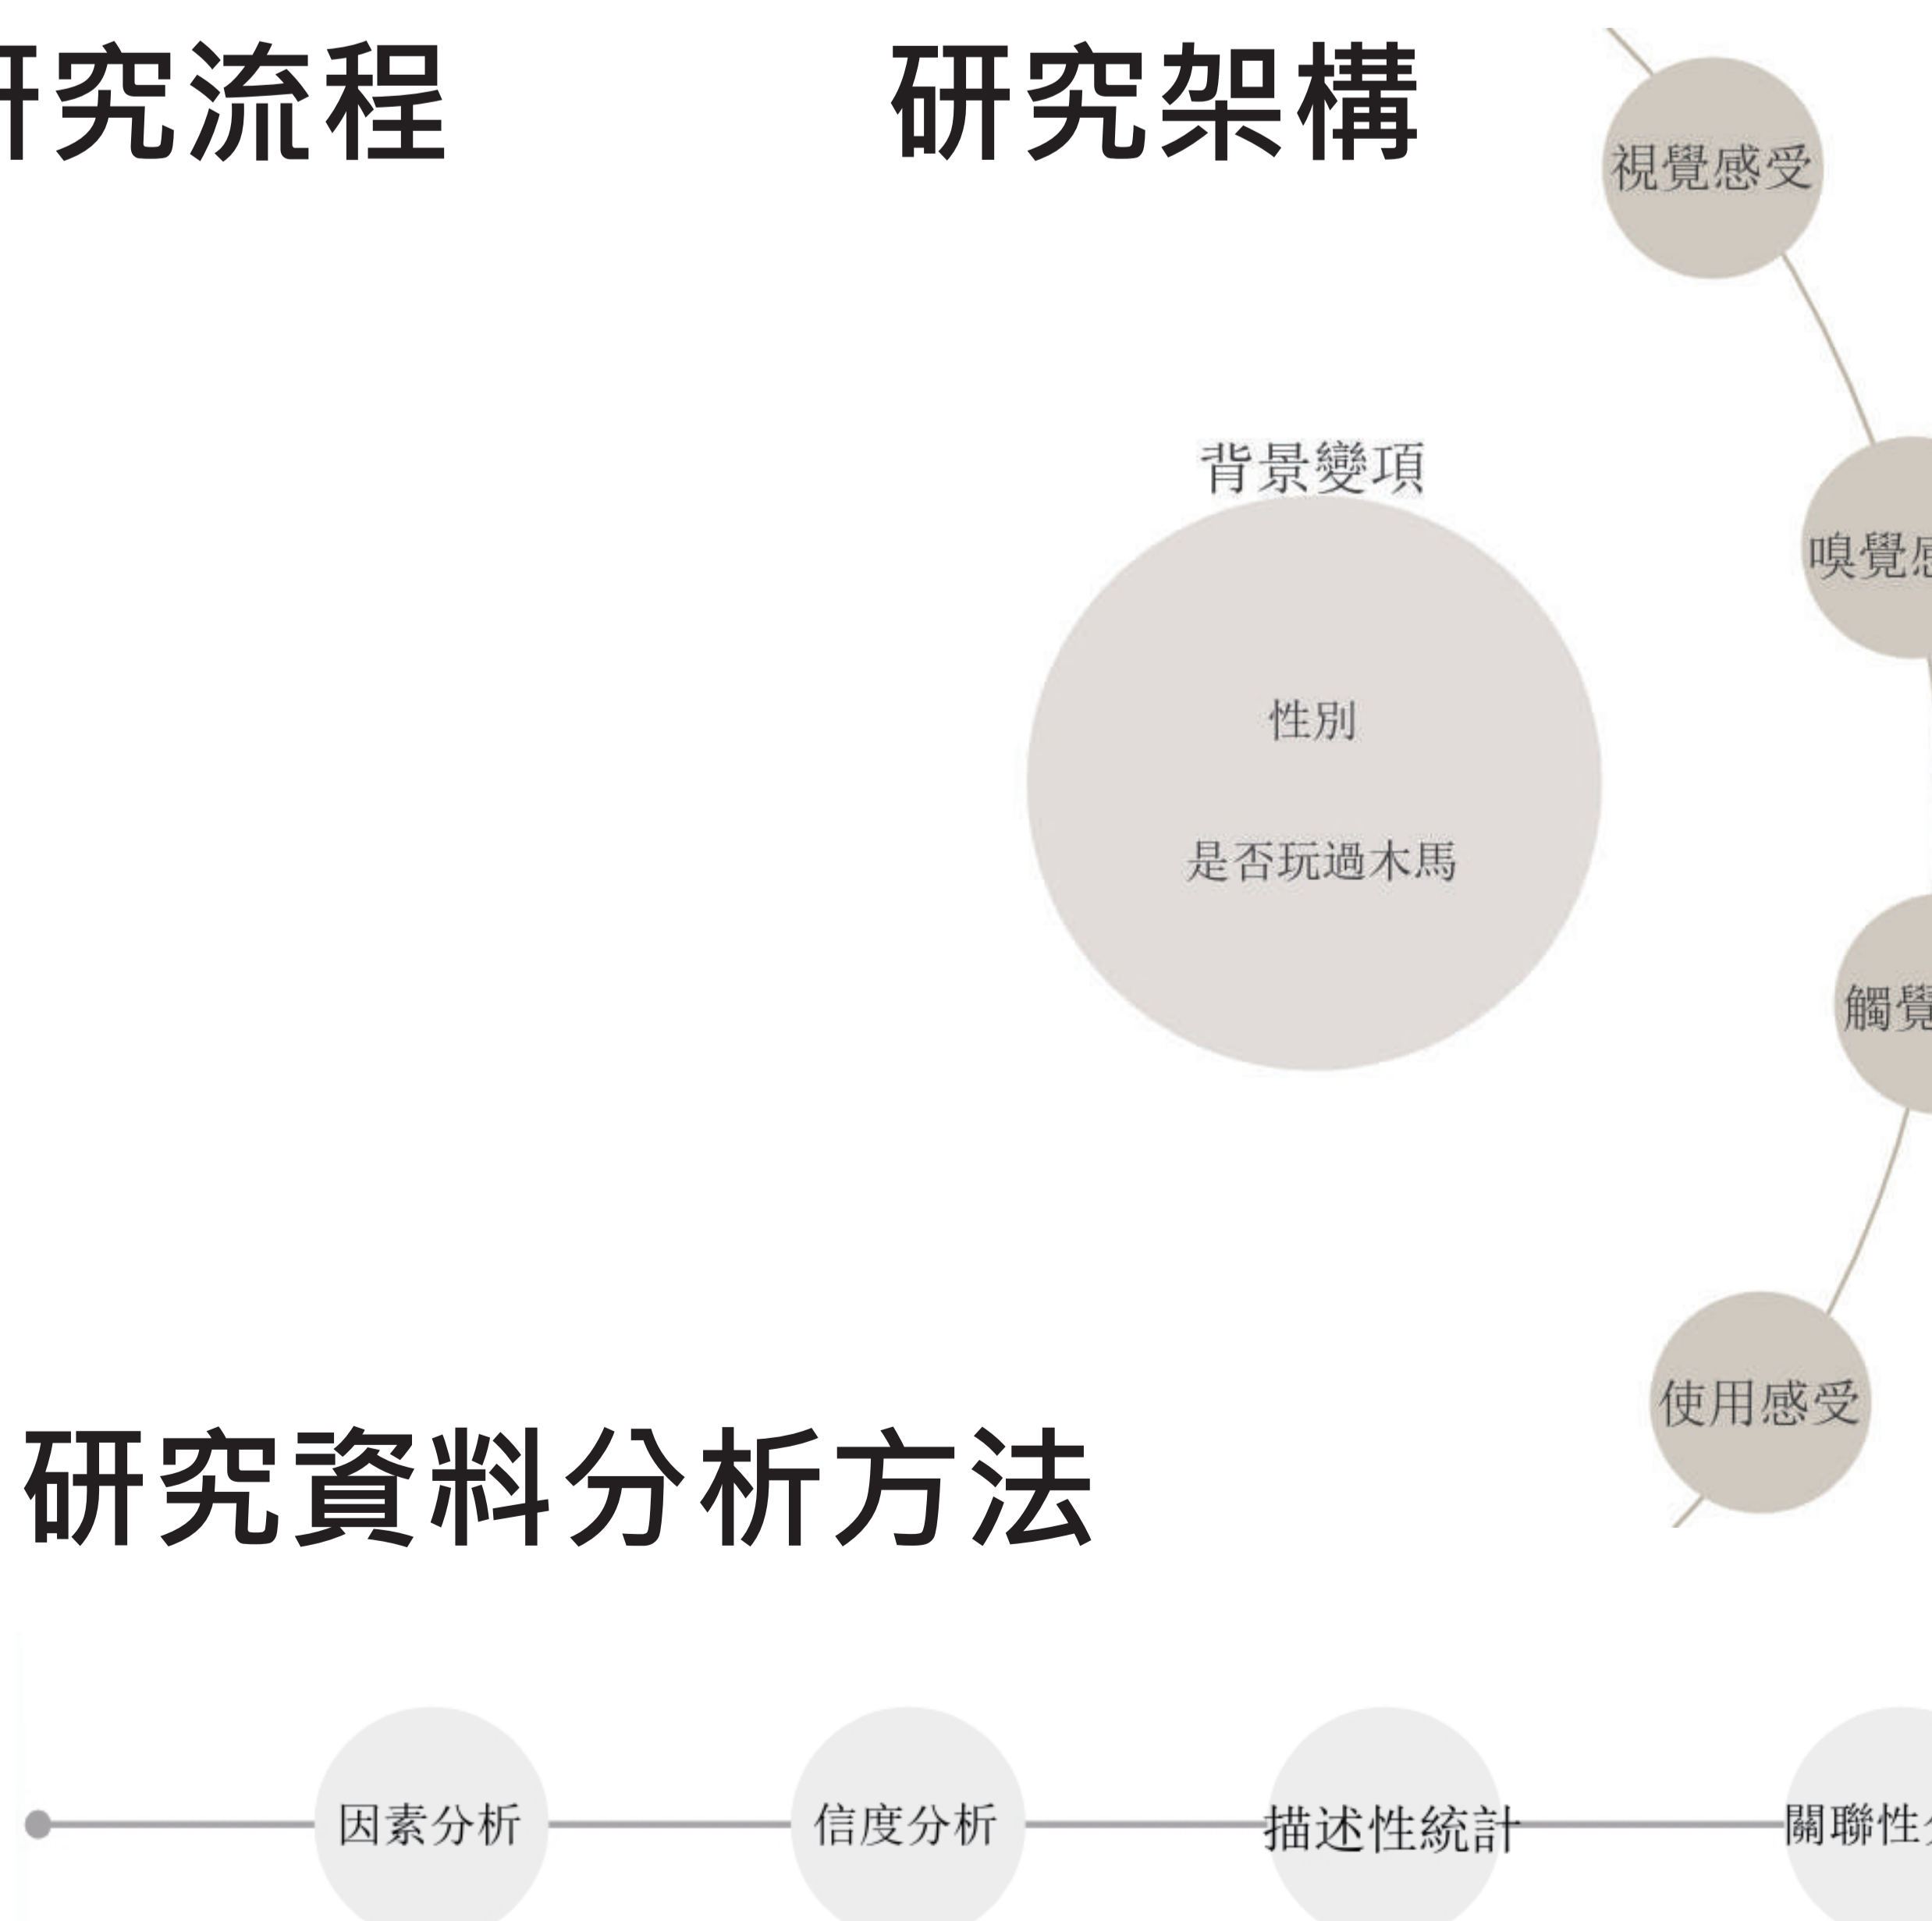 研究流程
研究架構
視覺感受
嗅覺
觸覺
使用感受
背景變項
性別
是否玩過木馬
研究資料分析方法
因素分析
信度分析
描述性統計
關聯性